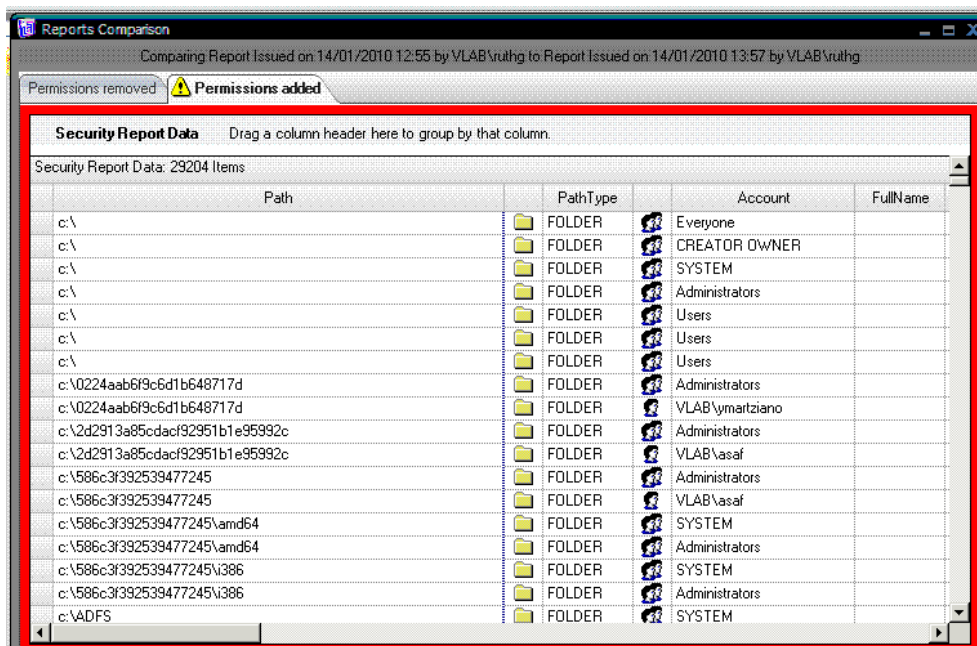 Reports Comparison
Comparing Report Issued on 14/01/2010 12:55 by VLAB\ruthg to Report Issued on 14/01/2010 13:57 by VLAB\ruthg
Permissions removed Permissions added
Security Report Data Drag a column header here to group by that column.
Security Report Data: 29204 Items
Path PathType Account FullName
c:\ FOLDER Everyone
c:\ FOLDER CREATOR OWNER
c:\ FOLDER SYSTEM
c:\ FOLDER Administrators
c:\ FOLDER Users
c:\ FOLDER Users
c:\ FOLDER Users
c:\0224aab6f9c6d1b648717d FOLDER Administrators
c:\0224aab6f9c6d1b648717d FOLDER VLAB\ymartziano
c:\2d2913a85cdacf92951b1e95992c FOLDER Administrators
c:\2d2913a85cdacf92951b1e95992c FOLDER VLAB\asaf
c:\586c3f392539477245 FOLDER Administrators
c:\586c3f392539477245 FOLDER VLAB\asaf
c:\586c3f392539477245\amd64 FOLDER SYSTEM
c:\586c3f392539477245\amd64 FOLDER Administrators
c:\586c3f392539477245\i386 FOLDER SYSTEM
c:\586c3f392539477245\i386 FOLDER Administrators
c:\ADFS FOLDER SYSTEM